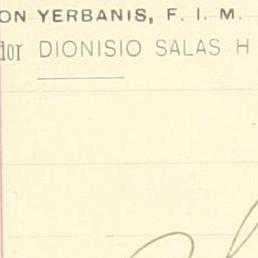 ON YERBANIS, F. I. M.
dor DIONISIO SALAS H